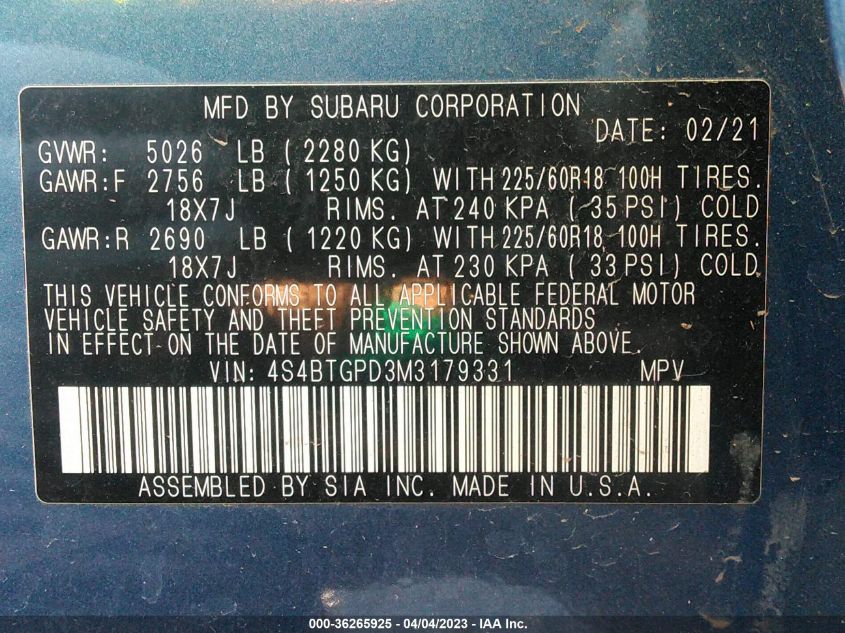 MFD BY SUBARU CORPORATION
DATE: 02/21
GVWR: 5026 LB ( 2280 KG)
GAWR:F 2756 LB ( 1250 KG) WITH 225/60R18 100H TIRES.
18X7J RIMS. AT 240 KPA ( 35 PSI) COLD
GAWR:R 2690 LB ( 1220 KG) WITH 225/60R18 100H TIRES.
18X7J RIMS. AT 230 KPA ( 33 PSI) COLD
THIS VEHICLE CONFORMS TO ALL APPLICABLE FEDERAL MOTOR
VEHICLE SAFETY AND THEFT PREVENTION STANDARDS
IN EFFECT ON THE DATE OF MANUFACTURE SHOWN ABOVE.
VIN: 4S4BTGPD3M3179331 MPV
ASSEMBLED BY SIA INC. MADE IN U.S.A.
000-36265925 - 04/04/2023 - IAA Inc.